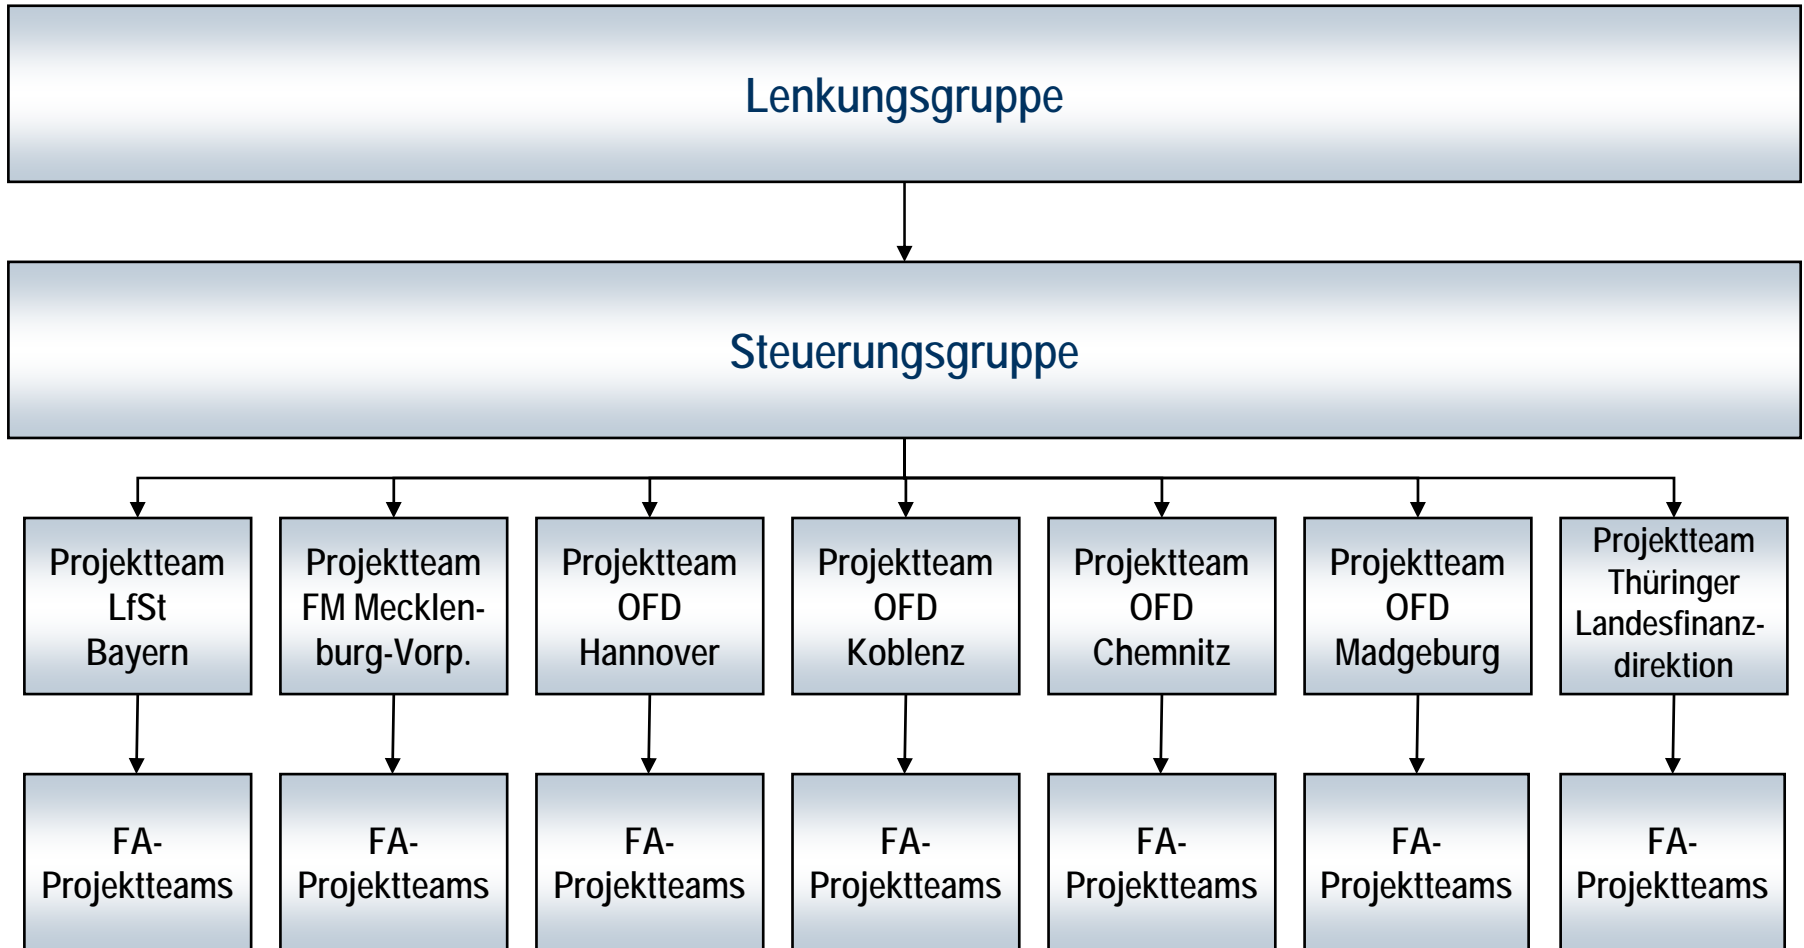 Lenkungsgruppe
Steuerungsgruppe
Projektteam
LfSt
Bayern
Projektteam
FM Mecklen-
burg-Vorp.
Projektteam
OFD
Hannover
Projektteam
OFD
Koblenz
Projektteam
OFD
Chemnitz
Projektteam
OFD
Madgeburg
Projektteam
Thüringer
Landesfinanz-
direktion
FA-
Projektteams
FA-
Projektteams
FA-
Projektteams
FA-
Projektteams
FA-
Projektteams
FA-
Projektteams
FA-
Projektteams